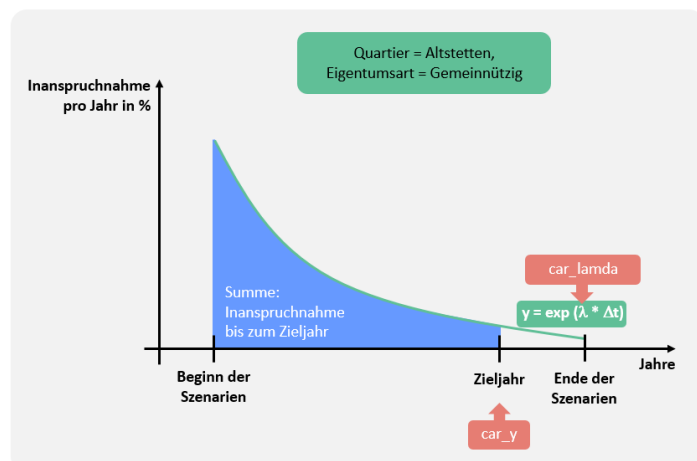 Quartier = Altstetten,
Eigentumsart = Gemeinnützig
Inanspruchnahme
pro Jahr in %
car_lamda
y = exp (λ * Δt)
Summe:
Inanspruchnahme
bis zum Zieljahr
Jahre
Beginn der
Szenarien
Zieljahr
Ende der
Szenarien
car_y